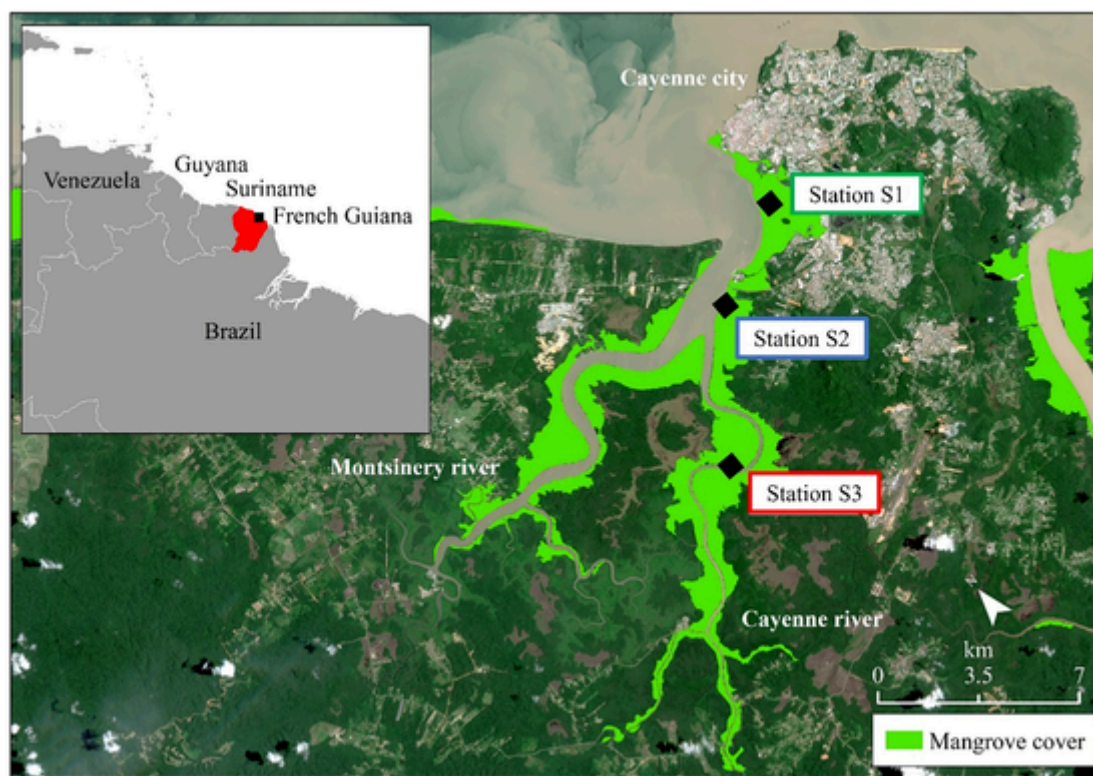 Cayenne city
Guyana
Venezuela
Suriname
French Guiana
Brazil
Station S1
Station S2
Montsinery river
Station S3
Cayenne river
N
km
0 3.5 7
Mangrove cover